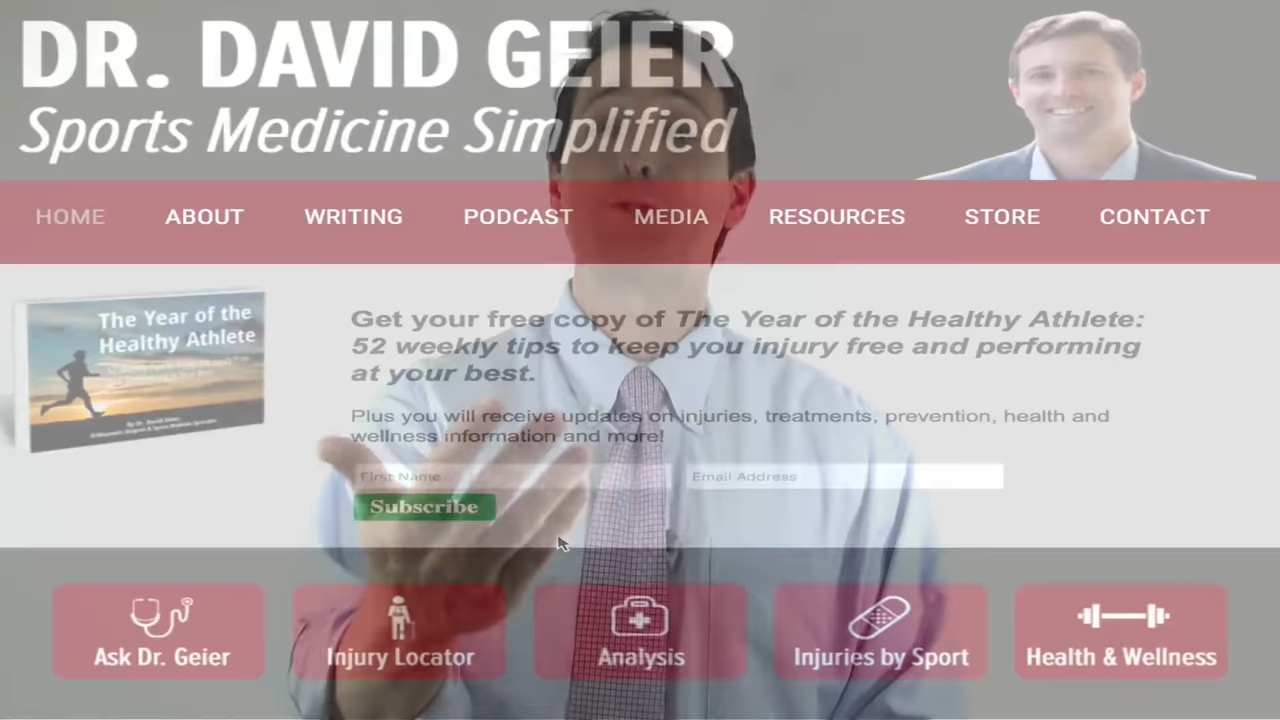 DR. DAVID GEIER
Sports Medicine Simplified
HOME ABOUT WRITING PODCAST MEDIA RESOURCES STORE CONTACT
The Year of the
Healthy Athlete
Get your free copy of The Year of the Healthy Athlete:
52 weekly tips to keep you injury free and performing
at your best.
Plus you will receive updates on injuries, treatments, prevention, health and
wellness information and more!
First Name Email Address
Subscribe
Ask Dr. Geier Injury Locator Analysis Injuries by Sport Health & Wellness